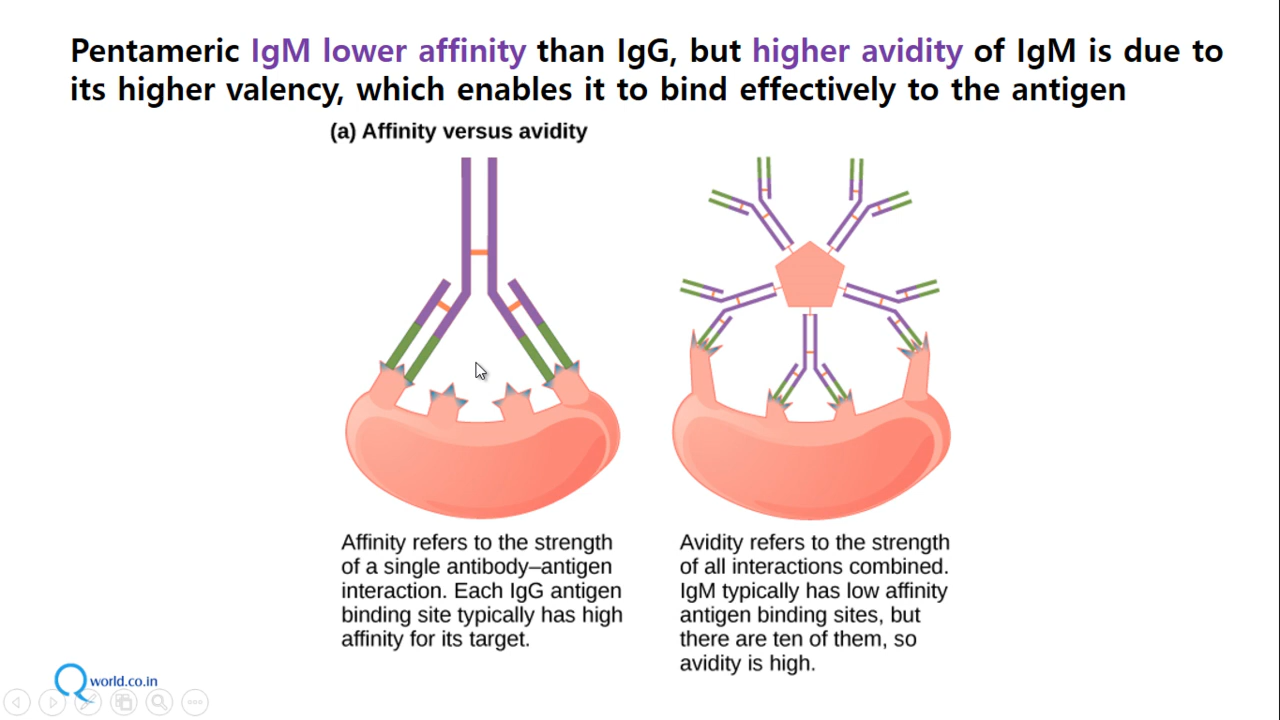 Pentameric IgM lower affinity than IgG, but higher avidity of IgM is due to
its higher valency, which enables it to bind effectively to the antigen
(a) Affinity versus avidity
Affinity refers to the strength
of a single antibody–antigen
interaction. Each IgG antigen
binding site typically has high
affinity for its target.
Avidity refers to the strength
of all interactions combined.
IgM typically has low affinity
antigen binding sites, but
there are ten of them, so
avidity is high.
Qworld.co.in